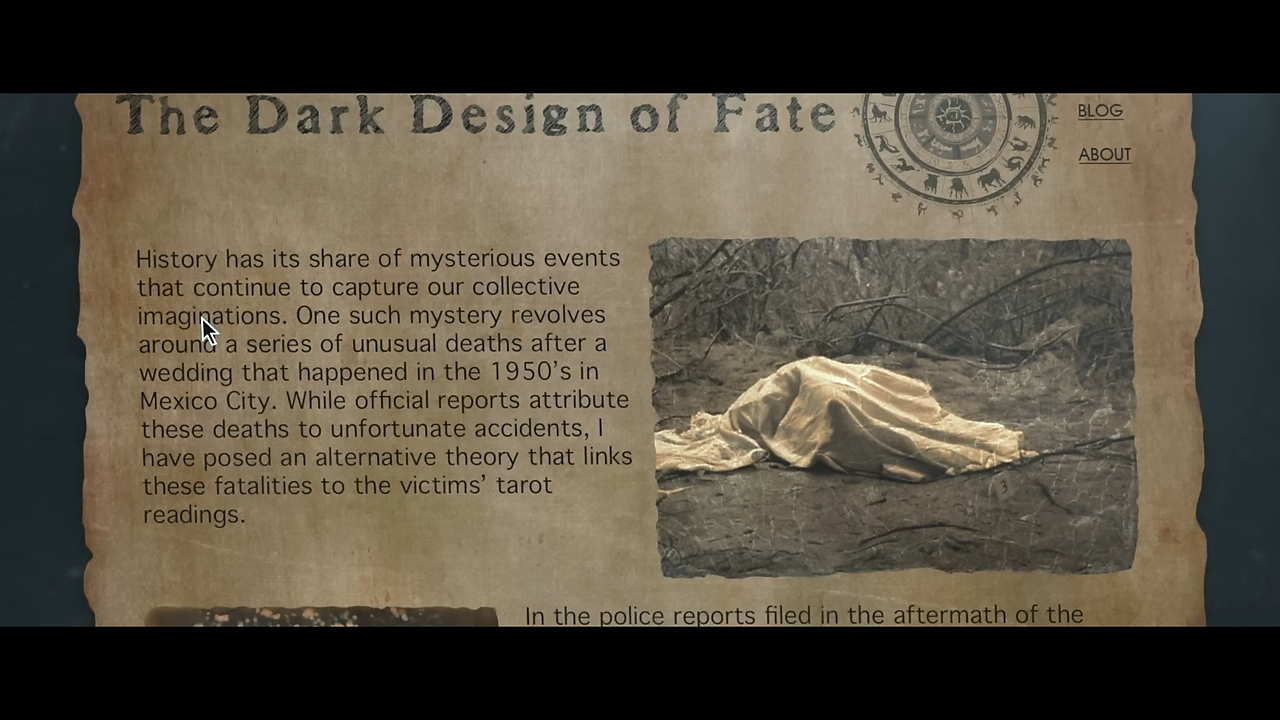 The Dark Design of Fate
BLOG
ABOUT
History has its share of mysterious events
that continue to capture our collective
imaginations. One such mystery revolves
around a series of unusual deaths after a
wedding that happened in the 1950's in
Mexico City. While official reports attribute
these deaths to unfortunate accidents, I
have posed an alternative theory that links
these fatalities to the victims' tarot
readings.
3
In the police reports filed in the aftermath of the